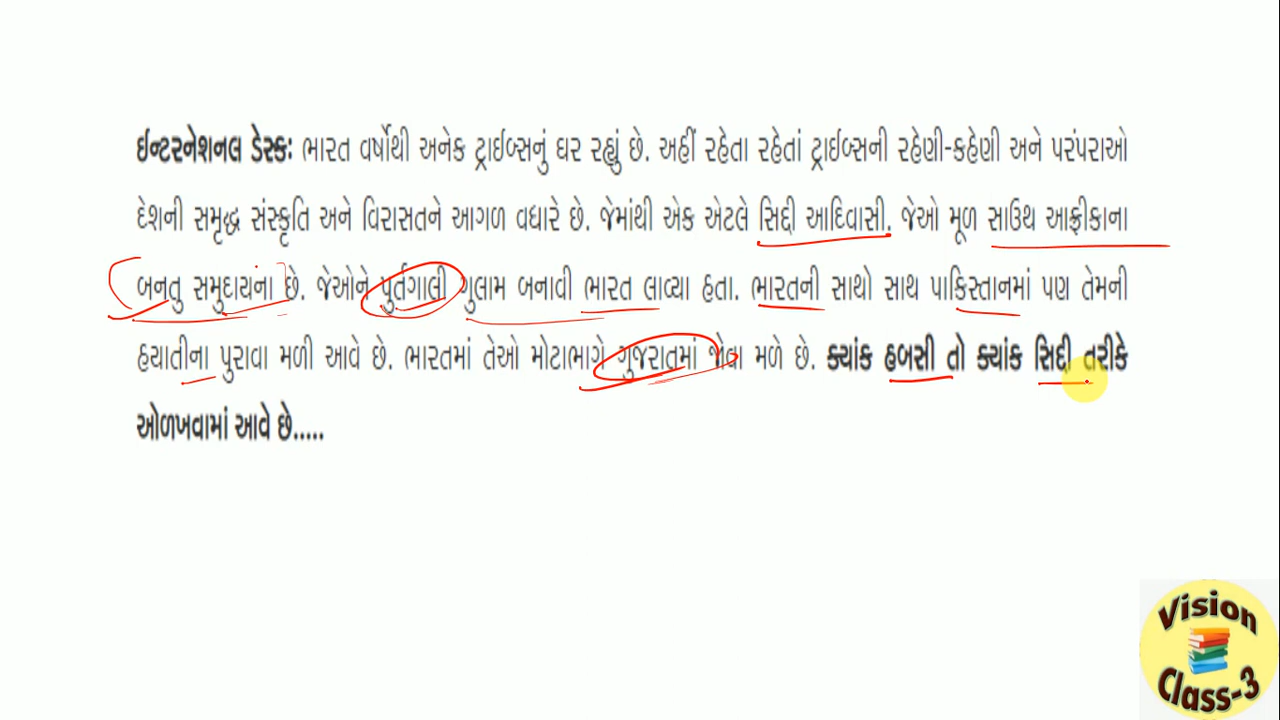 ઈન્ટરનેશનલ ડેસ્કઃ ભારત વર્ષોથી અનેક ટ્રાઈબ્સનું ઘર રહ્યું છે. અહીં રહેતા રહેતાં ટ્રાઈબ્સની રહેણી-કહેણી અને પરંપરાઓ
દેશની સમૃદ્ધ સંસ્કૃતિ અને વિરાસતને આગળ વધારે છે. જેમાંથી એક એટલે સિદ્દી આદિવાસી. જેઓ મૂળ સાઉથ આફ્રીકાના
બનતુ સમુદાયના છે. જેઓને પુર્તગાલી ગુલામ બનાવી ભારત લાવ્યા હતા. ભારતની સાથો સાથ પાકિસ્તાનમાં પણ તેમની
હયાતીના પુરાવા મળી આવે છે. ભારતમાં તેઓ મોટાભાગે ગુજરાતમાં જોવા મળે છે. ક્યાંક હબસી તો ક્યાંક સિદ્દી તરીકે
ઓળખવામાં આવે છે.....
Vision
Class-3